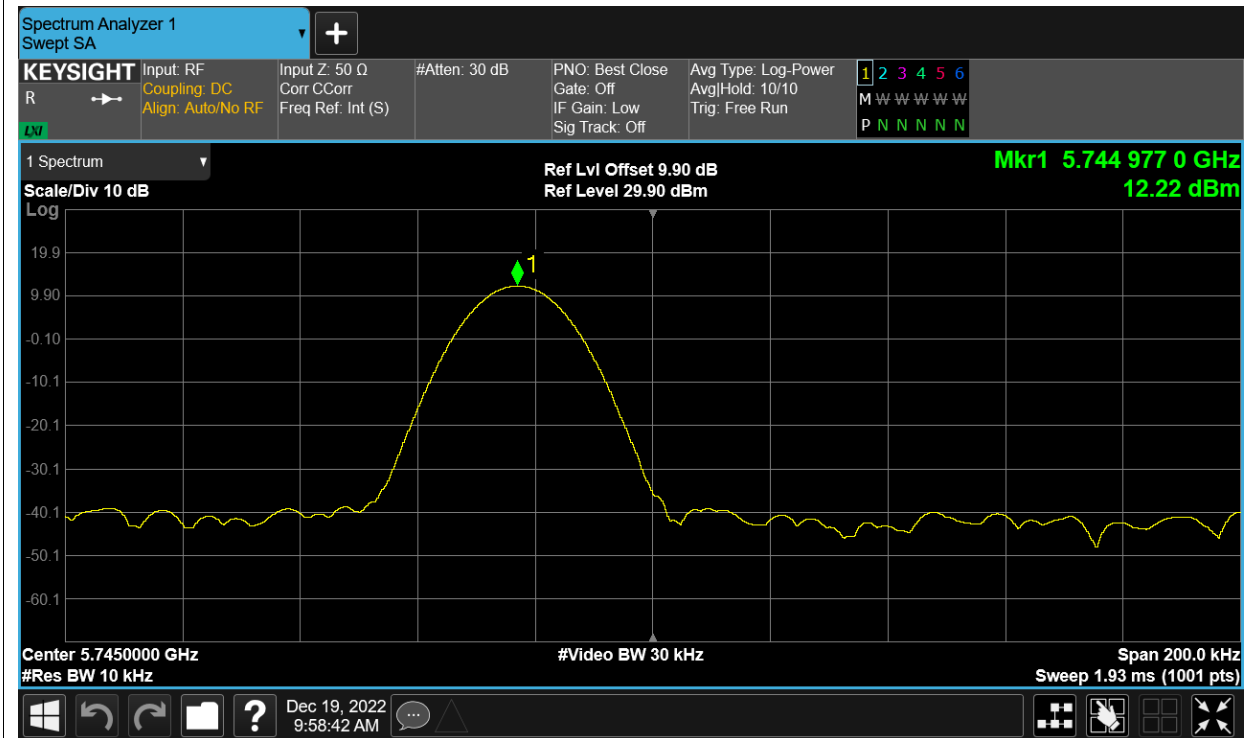 Spectrum Analyzer 1
Swept SA
KEYSIGHT
R
LXI
Input: RF
Coupling: DC
Align: Auto/No RF
Input Z: 50 Ω
Corr CCorr
Freq Ref: Int (S)
#Atten: 30 dB
PNO: Best Close
Gate: Off
IF Gain: Low
Sig Track: Off
Avg Type: Log-Power
Avg|Hold: 10/10
Trig: Free Run
1 2 3 4 5 6
M W W W W W
P N N N N N
1 Spectrum
Scale/Div 10 dB
Log
Ref Lvl Offset 9.90 dB
Ref Level 29.90 dBm
Mkr1 5.744 977 0 GHz
12.22 dBm
1
19.9
9.90
-0.10
-10.1
-20.1
-30.1
-40.1
-50.1
-60.1
Center 5.7450000 GHz
#Res BW 10 kHz
#Video BW 30 kHz
Span 200.0 kHz
Sweep 1.93 ms (1001 pts)
?
Dec 19, 2022
9:58:42 AM